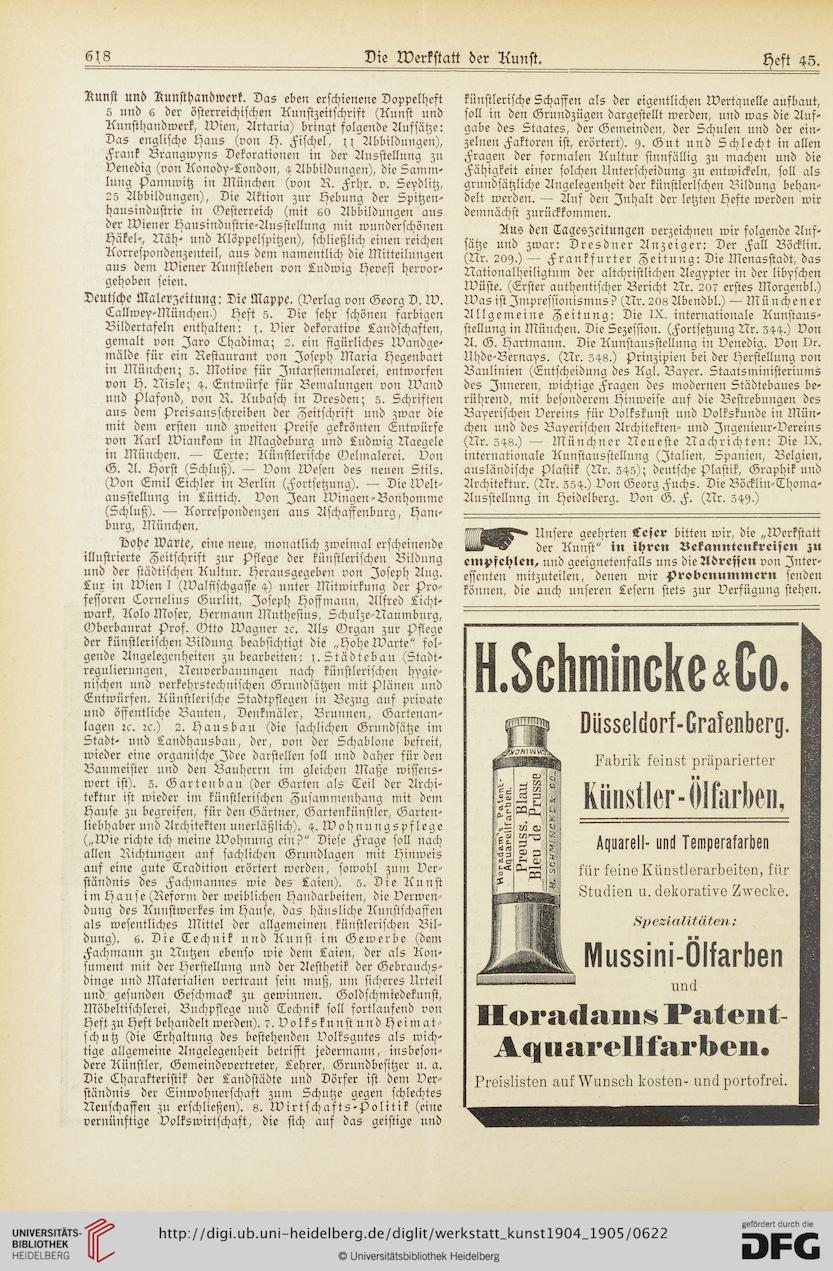 618
Die Werkstatt der Kunst.
Heft 45.
Kunst und Kunsthandwerk. Das eben erschienene Doppelheft
5 und 6 der österreichischen Kunstzeitschrift (Kunst und
Kunsthandwerk, Wien, Artaria) bringt folgende Aufsätze:
Das englische Haus (von H. Fischel, 11 Abbildungen),
Frank Brangwyns Dekorationen in der Ausstellung zu
Venedig (von Konody-London, 4 Abbildungen), die Samm-
lung Pannwitz in München (von R. Frhr. v. Seydlitz,
25 Abbildungen), Die Aktion zur Hebung der Spitzen-
hausindustrie in Oesterreich (mit 60 Abbildungen aus
der Wiener Hausindustrie-Ausstellung mit wunderschönen
Häkel-, Näh- und Klöppelspitzen), schließlich einen reichen
Korrespondenzenteil, aus dem namentlich die Mitteilungen
aus dem Wiener Kunstleben von Ludwig Hevesi hervor-
gehoben seien.
Deutsche Malerzeitung: Die Mappe. (Verlag von Georg D. W.
Callwey-München.) Heft 5. Die sehr schönen farbigen
Bildertafeln enthalten: 1. Vier dekorative Landschaften,
gemalt von Jaro Chadima; 2. ein figürliches Wandge-
mälde für ein Restaurant von Joseph Maria Hegenbart
in München; 3. Motive für Intarsienmalerei, entworfen
von H. Nisle; 4. Entwürfe für Bemalungen von Wand
und Plafond, von R. Kubasch in Dresden; 5. Schriften
aus dem Preisausschreiben der Zeitschrift und zwar die
mit dem ersten und zweiten Preise gekrönten Entwürfe
von Karl Wiankow in Magdeburg und Ludwig Naegele
in München. — Texte: Künstlerische Oelmalerei. Von
G. A. Horst (Schluß). — Vom Wesen des neuen Stils.
(Von Emil Eichler in Berlin (Fortsetzung). — Die Welt-
ausstellung in Lüttich. Von Jean Wingen-Bonhomme
(Schluß). — Korrespondenzen aus Aschaffenburg, Ham-
burg, München.
Hohe Warte, eine neue, monatlich zweimal erscheinende
illustrierte Zeitschrift zur Pflege der künstlerischen Bildung
und der städtischen Kultur. Herausgegeben von Joseph Aug.
Lux in Wien I (Walfischgasse 4) unter Mitwirkung der Pro-
fessoren Cornelius Gurlitt, Joseph Hoffmann, Alfred Licht-
wark, Kolo Moser, Hermann Muthesius, Schulze-Naumburg,
Oberbaurat Prof. Otto Wagner ꝛc. Als Organ zur Pflege
der künstlerischen Bildung beabsichtigt die „Hohe Warte“ fol-
gende Angelegenheiten zu bearbeiten: 1. Städtebau (Stadt-
regulierungen, Neuverbauungen nach künstlerischen hygie-
nischen und verkehrstechnischen Grundsätzen mit Plänen und
Entwürfen. Künstlerische Stadtpflegen in Bezug auf private
und öffentliche Bauten, Denkmäler, Brunnen, Gartenan-
lagen ꝛc. ꝛc.) 2. Hausbau (die sachlichen Grundsätze im
Stadt- und Landhausbau, der, von der Schablone befreit,
wieder eine organische Idee darstellen soll und daher für den
Baumeister und den Bauherrn im gleichen Maße wissens-
wert ist). 3. Gartenbau (der Garten als Teil der Archi-
tektur ist wieder im künstlerischen Zusammenhang mit dem
Hause zu begreifen, für den Gärtner, Gartenkünstler, Garten-
liebhaber und Architekten unerläßlich). 4. Wohnungspflege
(„Wie richte ich meine Wohnung ein?“ Diese Frage soll nach
allen Richtungen auf sachlichen Grundlagen mit Hinweis
auf eine gute Tradition erörtert werden, sowohl zum Ver-
ständnis des Fachmannes wie des Laien). 5. Die Kunst
im Hause (Reform der weiblichen Handarbeiten, die Verwen-
dung des Kunstwerkes im Hause, das häusliche Kunstschaffen
als wesentliches Mittel der allgemeinen künstlerischen Bil-
dung). 6. Die Technik und Kunst im Gewerbe (dem
Fachmann zu Nutzen ebenso wie dem Laien, der als Kon-
sument mit der Herstellung und der Aesthetik der Gebrauchs-
dinge und Materialien vertraut sein muß, um sicheres Urteil
und gesunden Geschmack zu gewinnen. Goldschmiedekunst,
Möbeltischlerei, Buchpflege und Technik soll fortlaufend von
Heft zu Heft behandelt werden). 7. Volkskunst und Heimat-
schutz (die Erhaltung des bestehenden Volksgutes als wich-
tige allgemeine Angelegenheit betrifft jedermann, insbeson-
dere Künstler, Gemeindevertreter, Lehrer, Grundbesitzer u. a.
Die Charakteristik der Landstädte und Dörfer ist dem Ver-
ständnis der Einwohnerschaft zum Schutze gegen schlechtes
Neuschaffen zu erschließen). 8. Wirtschafts-Politik (eine
vernünftige Volkswirtschaft, die sich auf das geistige und
künstlerische Schaffen als der eigentlichen Wertquelle aufbaut,
soll in den Grundzügen dargestellt werden, und was die Auf-
gabe des Staates, der Gemeinden, der Schulen und der ein-
zelnen Faktoren ist, erörtert). 9. Gut und Schlecht in allen
Fragen der formalen Kultur sinnfällig zu machen und die
Fähigkeit einer solchen Unterscheidung zu entwickeln, soll als
grundsätzliche Angelegenheit der künstlerischen Bildung behan-
delt werden. — Auf den Inhalt der letzten Hefte werden wir
demnächst zurückkommen.
Aus den Tageszeitungen verzeichnen wir folgende Auf-
sätze und zwar: Dresdner Anzeiger: Der Fall Böcklin.
(Nr. 209.) — Frankfurter Zeitung: Die Menasstadt, das
Nationalheiligtum der altchristlichen Aegypter in der libyschen
Wüste. (Erster authentischer Bericht Nr. 207 erstes Morgenbl.)
Was ist Impressionismus? (Nr. 208 Abendbl.) — Münchener
Allgemeine Zeitung: Die IX. internationale Kunstaus-
stellung in München. Die Sezession. (Fortsetzung Nr. 344.) Von
A. G. Hartmann. Die Kunstausstellung in Venedig. Von Dr.
Uhde-Bernays. (Nr. 348.) Prinzipien bei der Herstellung von
Baulinien (Entscheidung des Kgl. Bayer. Staatsministeriums
des Inneren, wichtige Fragen des modernen Städtebaues be-
rührend, mit besonderem Hinweise auf die Bestrebungen des
Bayerischen Vereins für Volkskunst und Volkskunde in Mün-
chen und des Bayerischen Architekten- und Ingenieur-Vereins
(Nr. 348.) — Münchner Neueste Nachrichten: Die IX.
internationale Kunstausstellung (Italien, Spanien, Belgien,
ausländische Plastik (Nr. 345); deutsche Plastik, Graphik und
Architektur. (Nr. 354.) Von Georg Fuchs. Die Böcklin-Thoma-
Ausstellung in Heidelberg. Von G. F. (Nr. 349.)
Unsere geehrten Leser bitten wir, die „Werkstatt
der Kunst“ in ihren Bekanntenkreisen zu
empfehlen, und geeignetenfalls uns die Adressen von Inter-
essenten mitzuteilen, denen wir Probenummern senden
können, die auch unseren Lesern stets zur Verfügung stehen.
H. Schmincke & Co.
Düsseldorf-Grafenberg.
Fabrik feinst präparierter
Künstler-Ölfarben,
Aquarell- und Temperafarben
für feine Künstlerarbeiten, für
Studien u. dekorative Zwecke.
Spezialitäten:
Mussini-Ölfarben
und
Horadams Patent-
Aquarellfarben.
Preislisten auf Wunsch kosten- und portofrei.
Horadam's Patent-
Aquarellfarben.
Preuss. Blau
Bleu de Prusse
H. SCHMINCKE & CO.
UNIVERSITÄTS-
BIBLIOTHEK
HEIDELBERG
http://digi.ub.uni-heidelberg.de/diglit/werkstatt_kunst1904_1905/0622
© Universitätsbibliothek Heidelberg
gefördert durch die
DFG